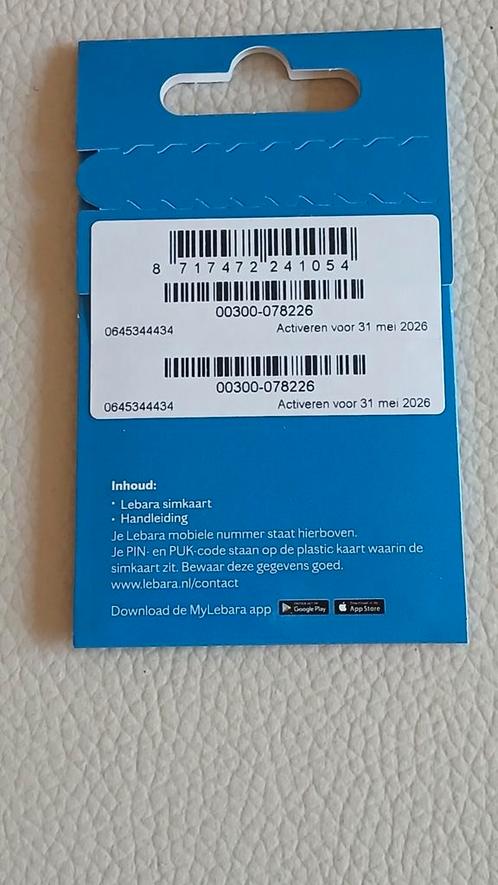 8 717472 241054
00300-078226
0645344434 Activeren voor 31 mei 2026
00300-078226
0645344434 Activeren voor 31 mei 2026
Inhoud:
• Lebara simkaart
• Handleiding
Je Lebara mobiele nummer staat hierboven.
Je PIN- en PUK-code staan op de plastic kaart waarin de
simkaart zit. Bewaar deze gegevens goed.
www.lebara.nl/contact
Download de MyLebara app Google Play App Store